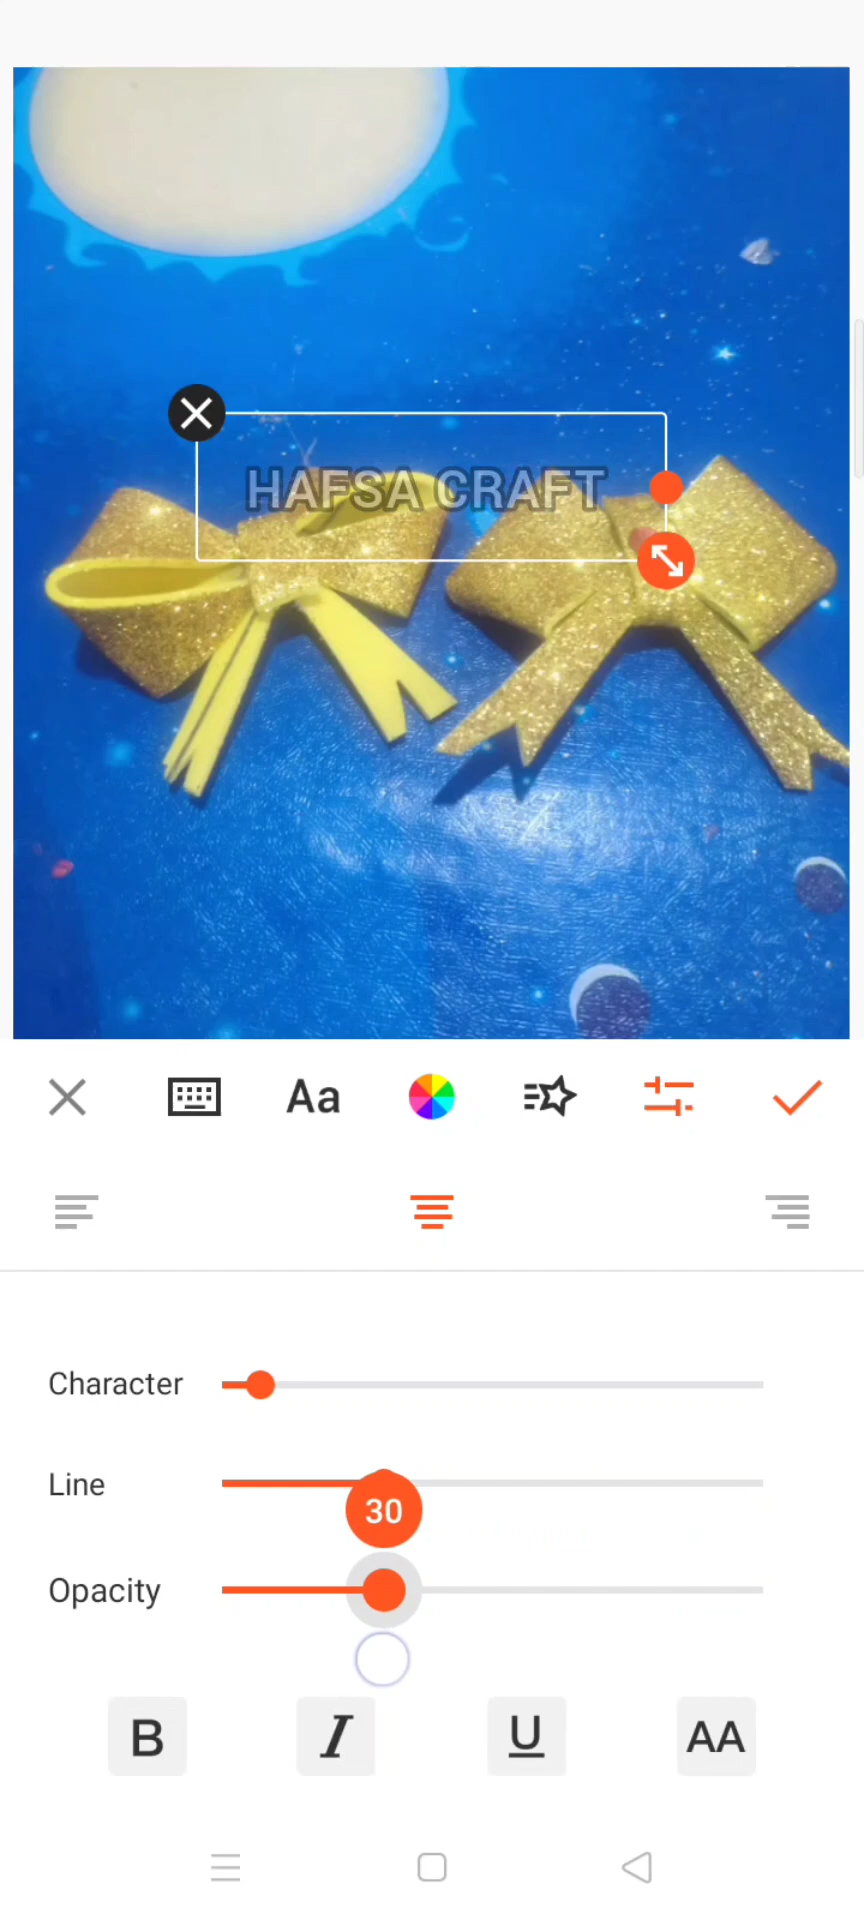 HAFSA CRAFT
Aa
Character
Line
30
Opacity
B I U AA